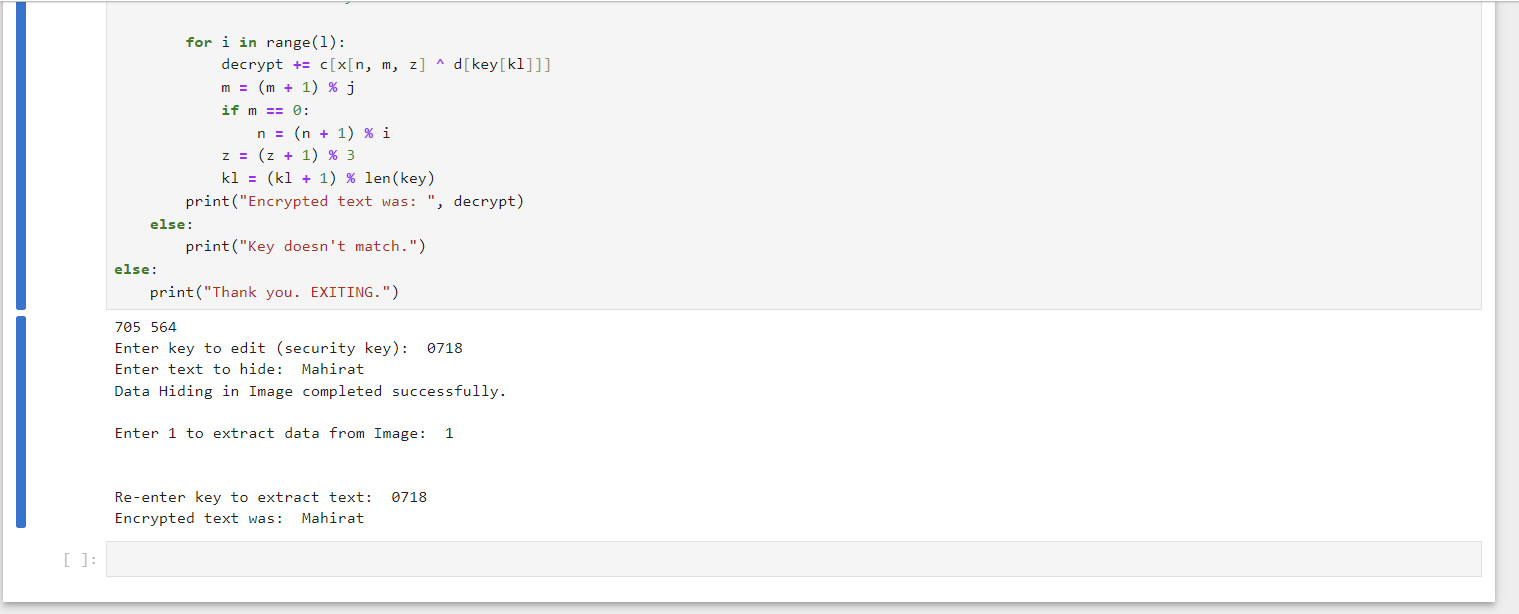 for i in range(l):
decrypt += c[x[n, m, z] ^ d[key[kl]]]
m = (m + 1) % j
if m == 0:
n = (n + 1) % i
z = (z + 1) % 3
kl = (kl + 1) % len(key)
print("Encrypted text was: ", decrypt)
else:
print("Key doesn't match.")
else:
print("Thank you. EXITING.")
705 564
Enter key to edit (security key):  0718
Enter text to hide:  Mahirat
Data Hiding in Image completed successfully.
Enter 1 to extract data from Image:  1
Re-enter key to extract text:  0718
Encrypted text was:  Mahirat
[ ]: